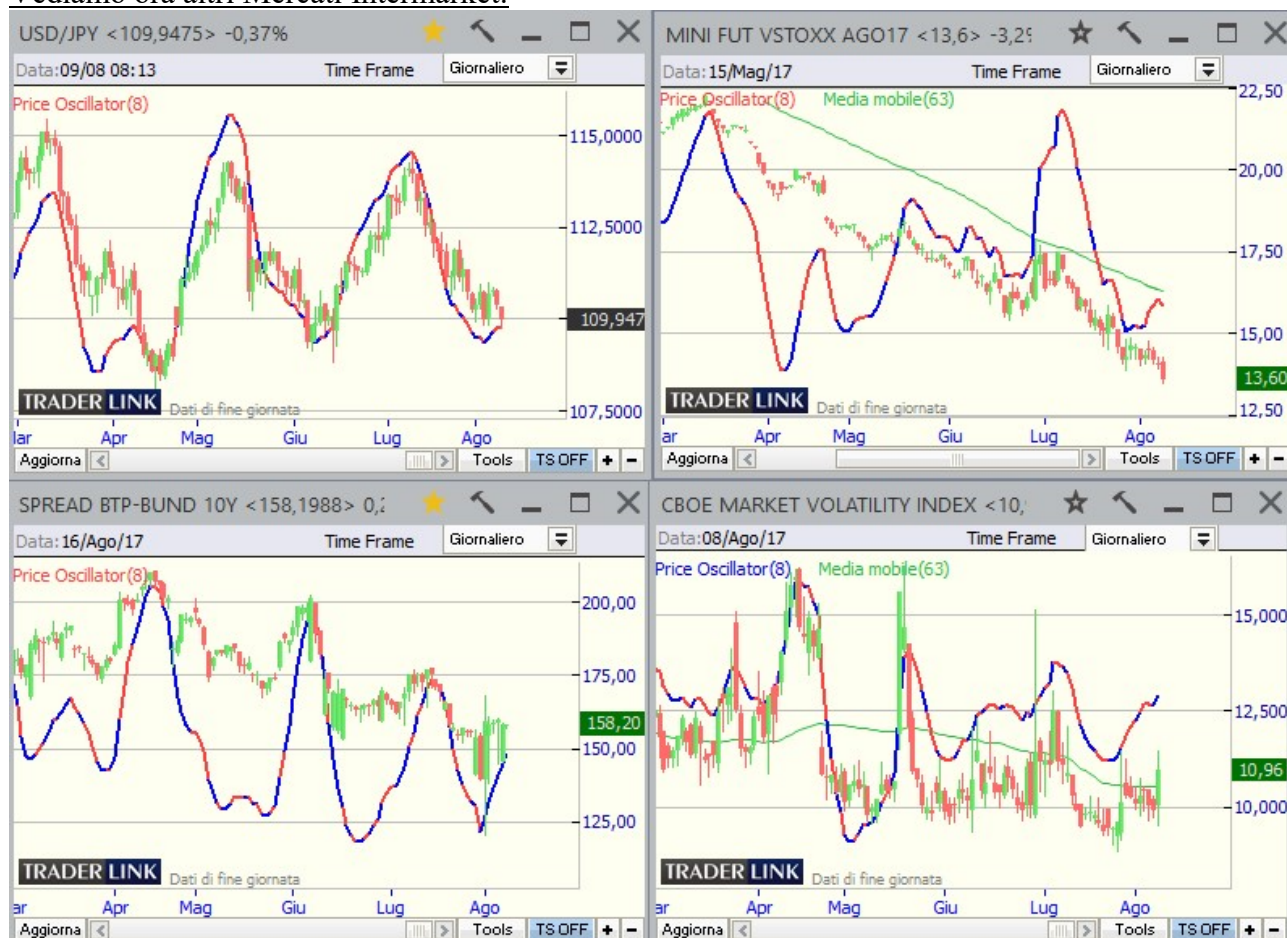 Vediamo ora altri Mercati Intermarket:
USD/JPY <109,9475> -0,37%
Data:09/08 08:13 Time Frame Giornaliero
Price Oscillator(8)
115,0000
112,5000
109,947
107,5000
TRADER LINK Dati di fine giornata
Mar Apr Mag Giu Lug Ago
Aggiorna Tools TS OFF + -
MINI FUT VSTOXX AGO17 <13,6> -3,2
Data:15/Mag/17 Time Frame Giornaliero
Price Oscillator(8) Media mobile(63)
22,50
20,00
17,50
15,00
13,60
12,50
TRADER LINK Dati di fine giornata
ar Apr Mag Giu Lug Ago
Aggiorna Tools TS OFF + -
SPREAD BTP-BUND 10Y <158,1988> 0,2
Data:16/Ago/17 Time Frame Giornaliero
Price Oscillator(8)
200,00
175,00
158,20
150,00
125,00
TRADER LINK Dati di fine giornata
ar Apr Mag Giu Lug Ago
Aggiorna Tools TS OFF + -
CBOE MARKET VOLATILITY INDEX <10,
Data:08/Ago/17 Time Frame Giornaliero
Price Oscillator(8) Media mobile(63)
15,000
12,500
10,96
10,000
TRADER LINK Dati di fine giornata
ar Apr Mag Giu Lug Ago
Aggiorna Tools TS OFF + -